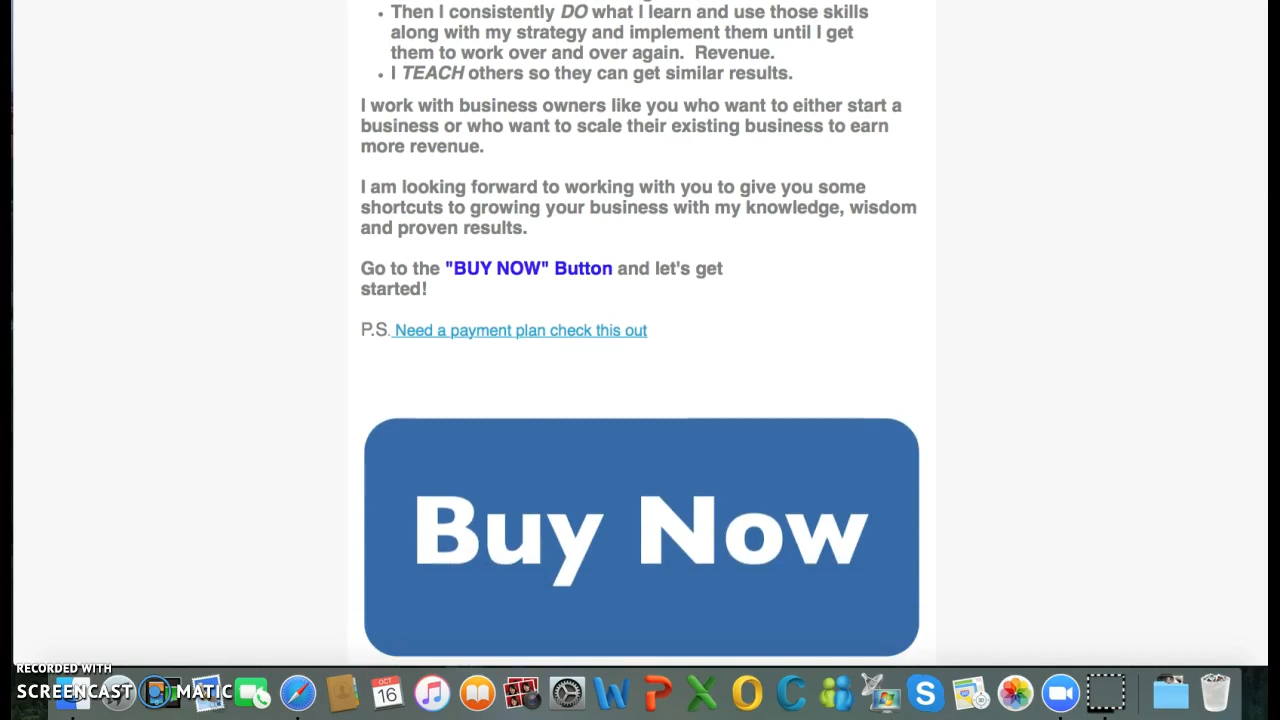 Then I consistently DO what I learn and use those skills
along with my strategy and implement them until I get
them to work over and over again.  Revenue.
I TEACH others so they can get similar results.
I work with business owners like you who want to either start a
business or who want to scale their existing business to earn
more revenue.
I am looking forward to working with you to give you some
shortcuts to growing your business with my knowledge, wisdom
and proven results.
Go to the "BUY NOW" Button and let's get
started!
P.S. Need a payment plan check this out
Buy Now
RECORDED WITH
SCREENCAST MATIC
OCT
16
W P X O C S